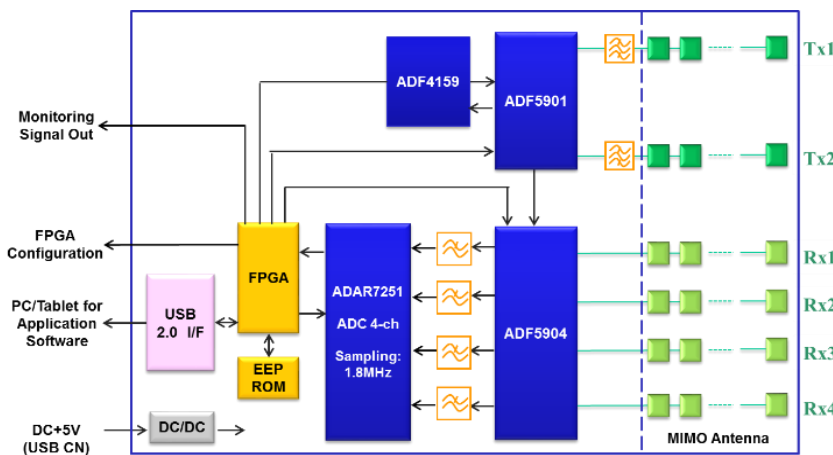 ADF4159
ADF5901
Tx1
Monitoring
Signal Out
Tx2
FPGA
Configuration
FPGA
ADAR7251
ADC 4-ch
Sampling:
1.8MHz
ADF5904
Rx1
Rx2
Rx3
Rx4
PC/Tablet for
Application
Software
USB
2.0 I/F
EEP
ROM
DC+5V
(USB CN)
DC/DC
MIMO Antenna